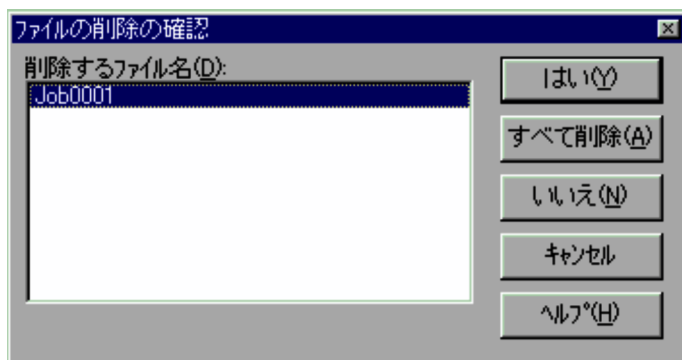 ファイルの削除の確認
削除するファイル名(D):
Job0001
はい(Y)
すべて削除(A)
いいえ(N)
キャンセル
ヘルプ(H)